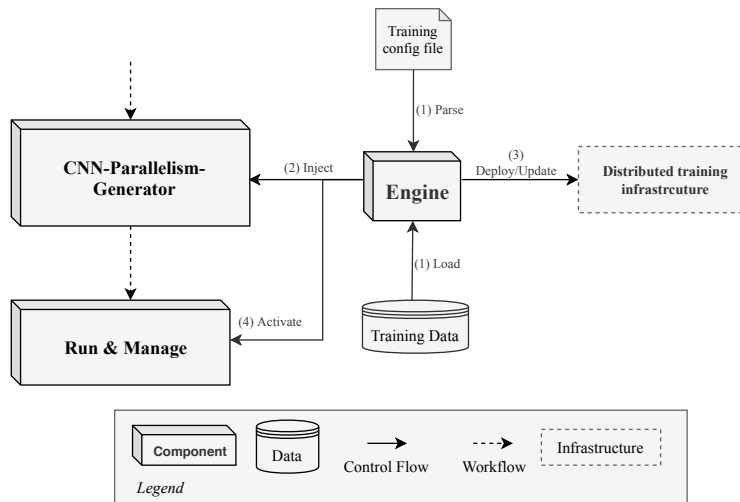 Training
config file
(1) Parse
CNN-Parallelism-
Generator
(2) Inject
Engine
(3)
Deploy/Update
Distributed training
infrastrcuture
(1) Load
(4) Activate
Run & Manage
Training Data
Component
Data
Control Flow
Workflow
Infrastructure
Legend